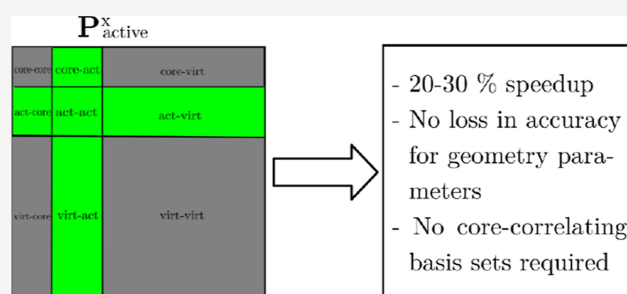 P^x_active
core-core core-act core-virt
act-core act-act act-virt
virt-core virt-act virt-virt
- 20-30 % speedup
- No loss in accuracy
for geometry para-
meters
- No core-correlating
basis sets required